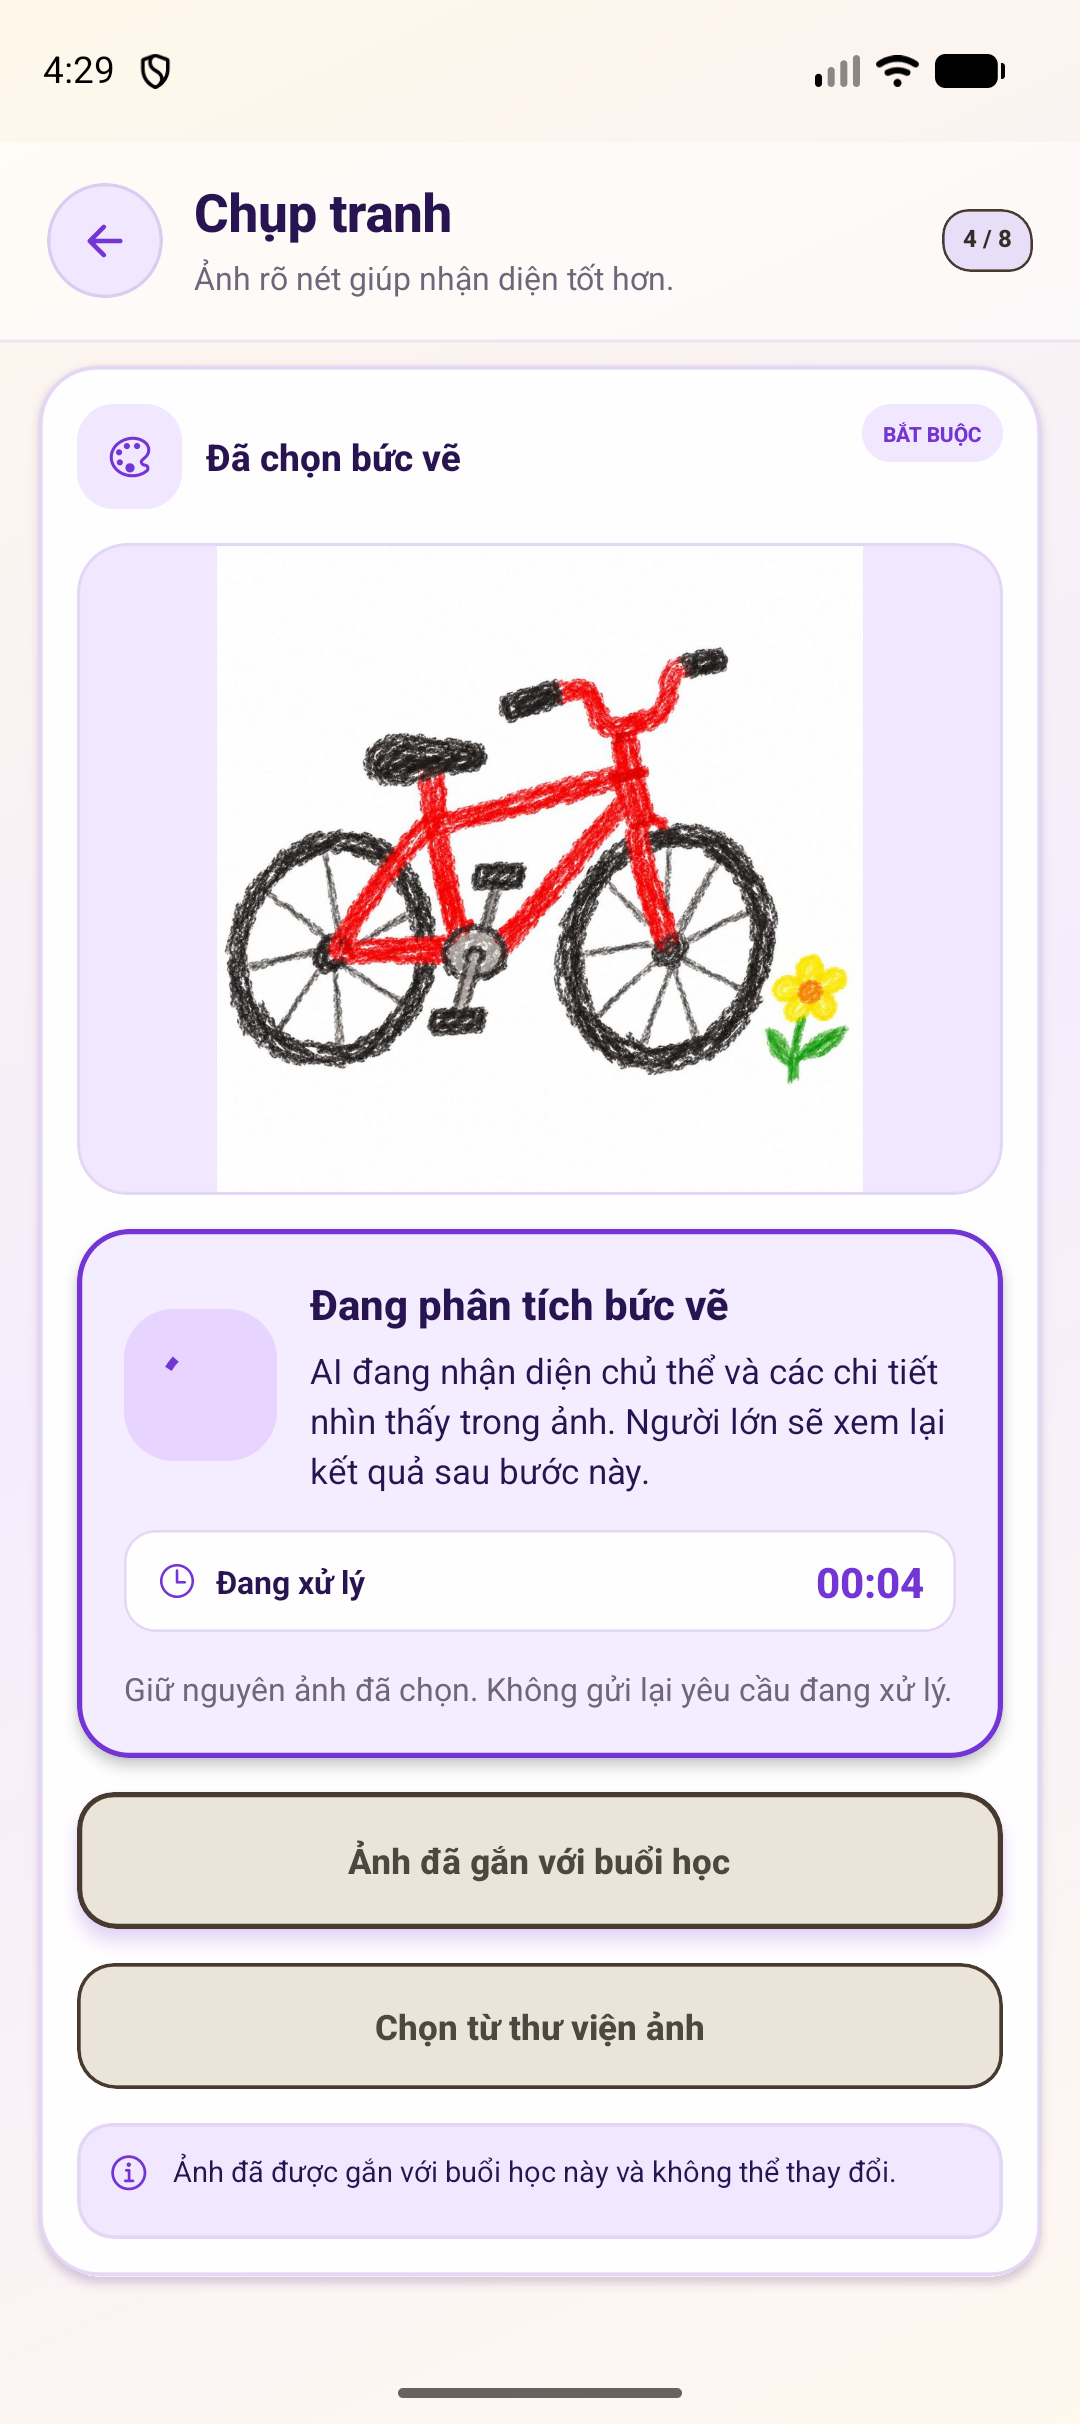 4:29
Chụp tranh
Ảnh rõ nét giúp nhận diện tốt hơn.
4 / 8
Đã chọn bức vẽ
BẮT BUỘC
Đang phân tích bức vẽ
AI đang nhận diện chủ thể và các chi tiết
nhìn thấy trong ảnh. Người lớn sẽ xem lại
kết quả sau bước này.
Đang xử lý
00:04
Giữ nguyên ảnh đã chọn. Không gửi lại yêu cầu đang xử lý.
Ảnh đã gắn với buổi học
Chọn từ thư viện ảnh
Ảnh đã được gắn với buổi học này và không thể thay đổi.